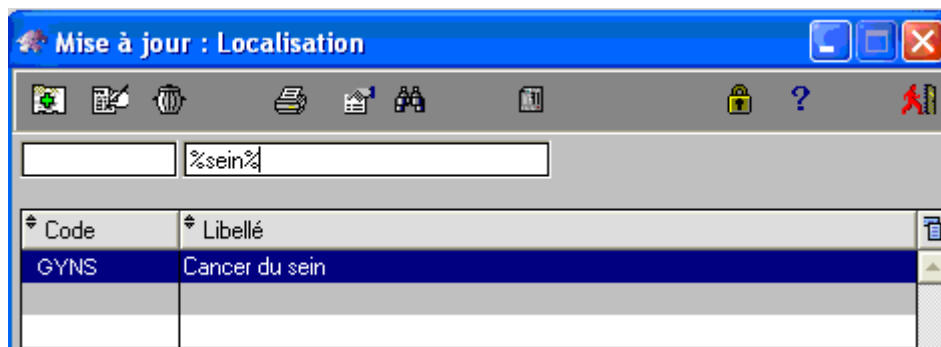 Mise à jour : Localisation
?
%sein%
Code Libellé
GYNS Cancer du sein